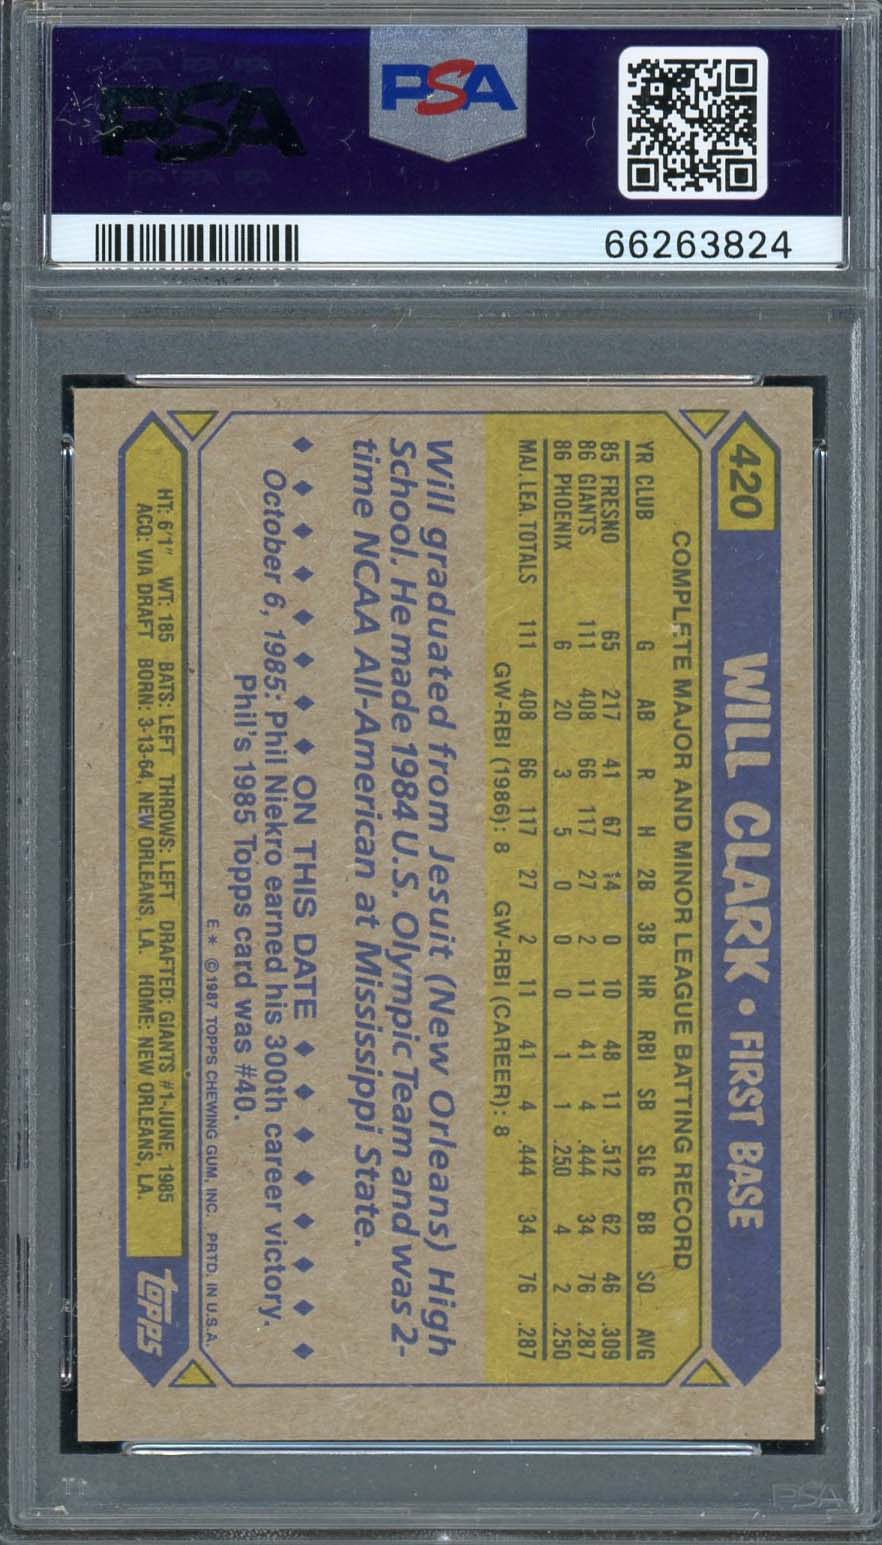 PSA
PSA
66263824
420
WILL CLARK • FIRST BASE
COMPLETE MAJOR AND MINOR LEAGUE BATTING RECORD
YR CLUB G AB R H 2B 3B HR RBI SB SLG BB SO AVG
85 FRESNO 65 217 41 67 14 0 10 48 11 .512 62 46 .309
86 GIANTS 111 408 66 117 27 2 11 41 4 .444 34 76 .287
86 PHOENIX 6 20 3 5 0 0 0 1 1 .250 4 2 .250
MAJ. LEA. TOTALS 111 408 66 117 27 2 11 41 4 .444 34 76 .287
GW-RBI (1986): 8 GW-RBI (CAREER): 8
Will graduated from Jesuit (New Orleans) High
School. He made 1984 U.S. Olympic Team and was 2-
time NCAA All-American at Mississippi State.
♦ ♦ ♦ ♦ ♦ ♦ ♦ ♦ ON THIS DATE ♦ ♦ ♦ ♦ ♦ ♦ ♦ ♦
October 6, 1985: Phil Niekro earned his 300th career victory.
Phil's 1985 Topps card was #40.
E✶ ©1987 TOPPS CHEWING GUM, INC. PRTD. IN U.S.A.
HT: 6'1" WT: 185 BATS: LEFT THROWS: LEFT DRAFTED: GIANTS #1-JUNE, 1985
ACQ: VIA DRAFT BORN: 3-13-64, NEW ORLEANS, LA. HOME: NEW ORLEANS, LA.
topps
PSA